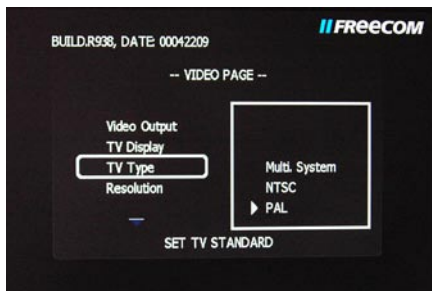 FREECOM
BUILD.R938, DATE: 00042209
-- VIDEO PAGE --
Video Output
TV Display
TV Type
Resolution
Multi. System
NTSC
PAL
SET TV STANDARD